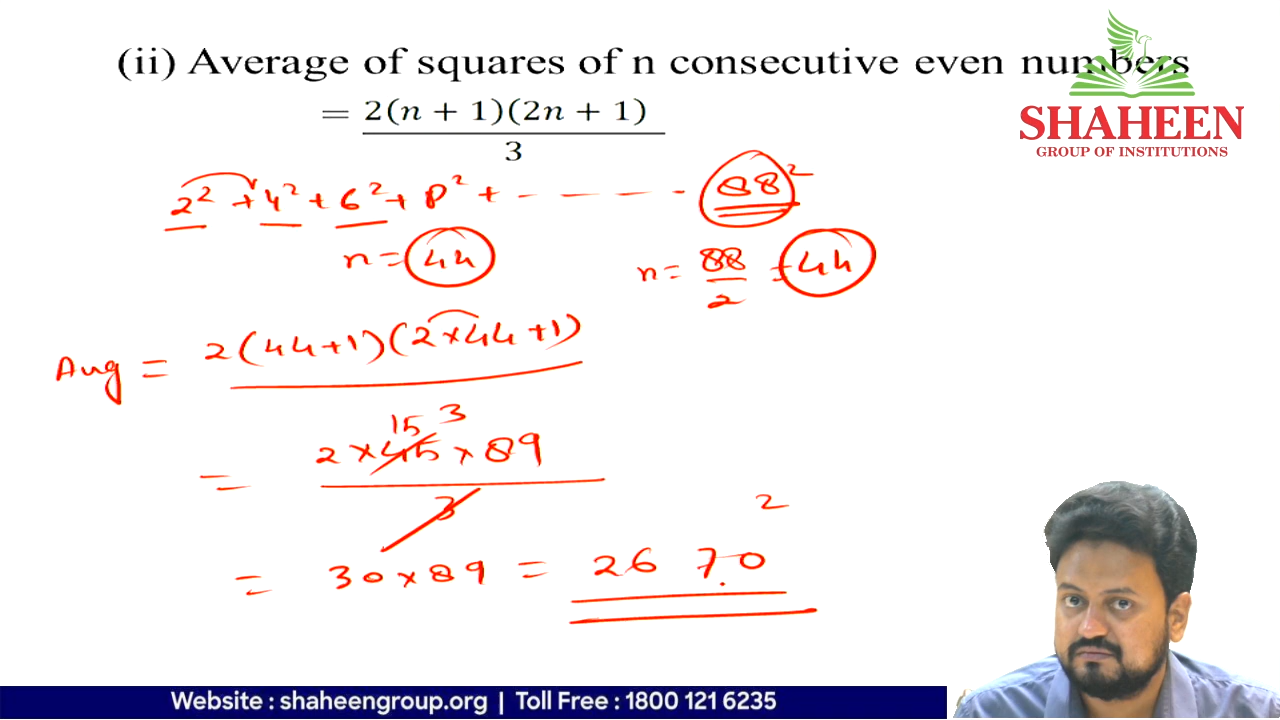 (ii) Average of squares of n consecutive even numbers
= 2(n + 1)(2n + 1)
3
SHAHEEN
GROUP OF INSTITUTIONS
2² + 4² + 6² + 8² + - - - - 88²
n = 44
n = 88 = 44
2
Avg = 2(44+1)(2×44+1)
15 3
= 2×45×89
3
2
= 30×89 = 2670
Website : shaheengroup.org | Toll Free : 1800 121 6235